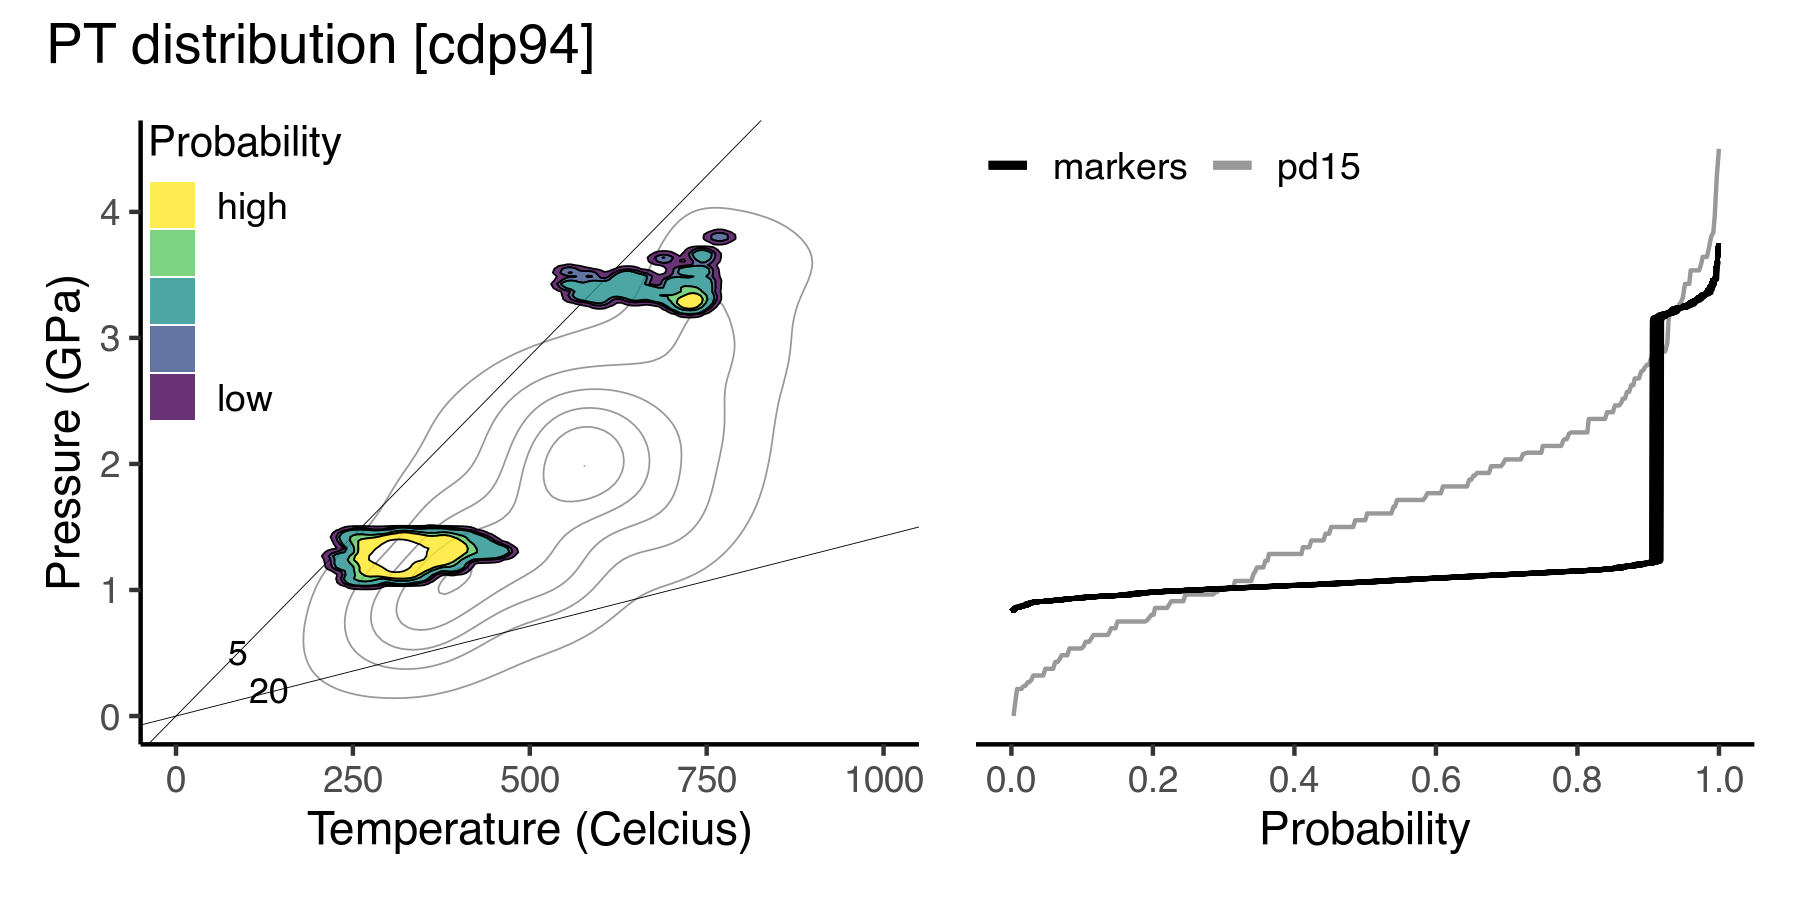 PT distribution [cdp94]
Probability
high
low
4
3
2
1
0
Pressure (GPa)
5
20
0 250 500 750 1000
Temperature (Celcius)
markers pd15
0.0 0.2 0.4 0.6 0.8 1.0
Probability